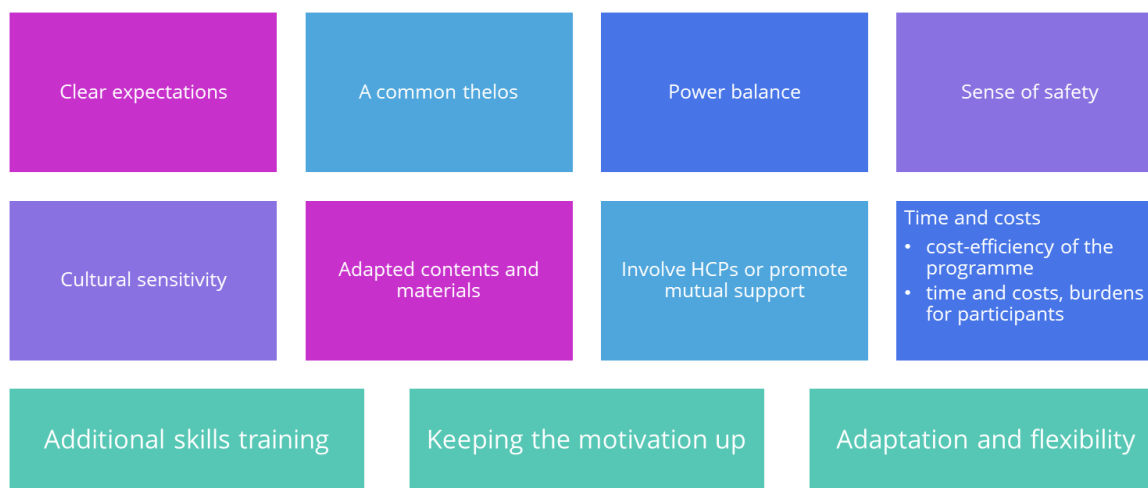 Clear expectations
A common thelos
Power balance
Sense of safety
Cultural sensitivity
Adapted contents and
materials
Involve HCPs or promote
mutual support
Time and costs
• cost-efficiency of the
programme
• time and costs, burdens
for participants
Additional skills training
Keeping the motivation up
Adaptation and flexibility